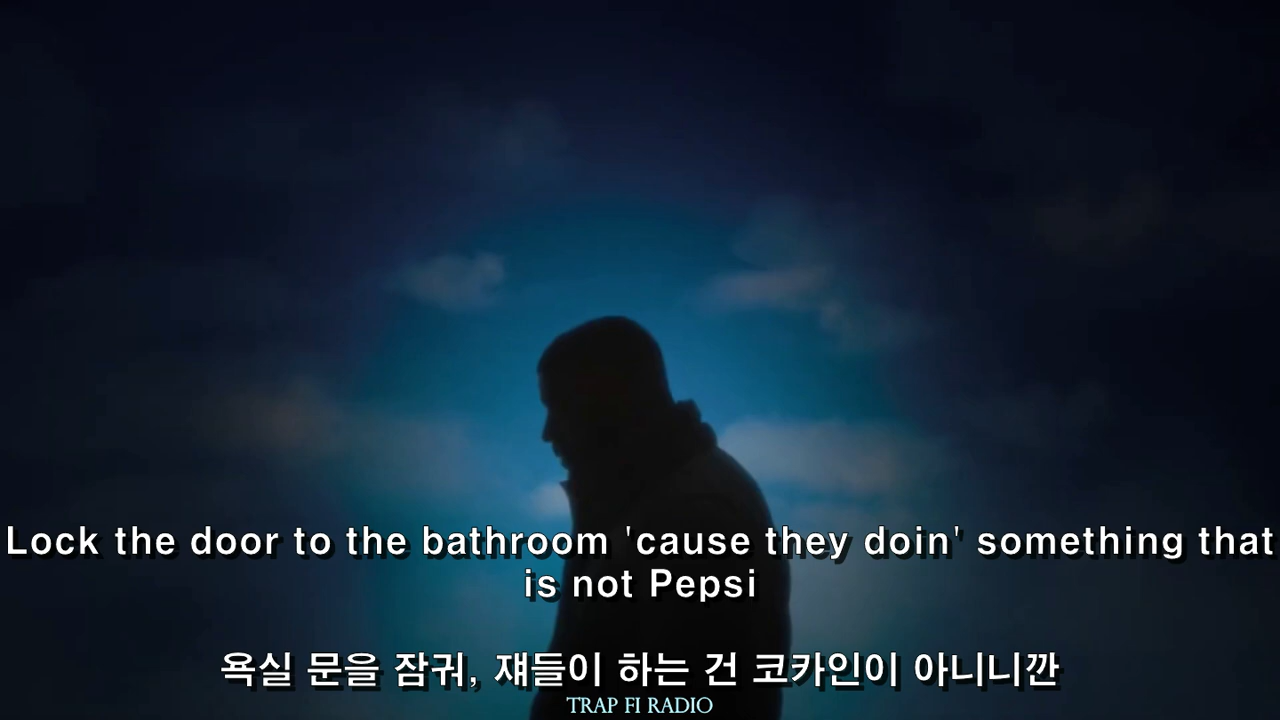 Lock the door to the bathroom 'cause they doin' something that
is not Pepsi
욕실 문을 잠궈, 쟤들이 하는 건 코카인이 아니니깐
TRAP FI RADIO